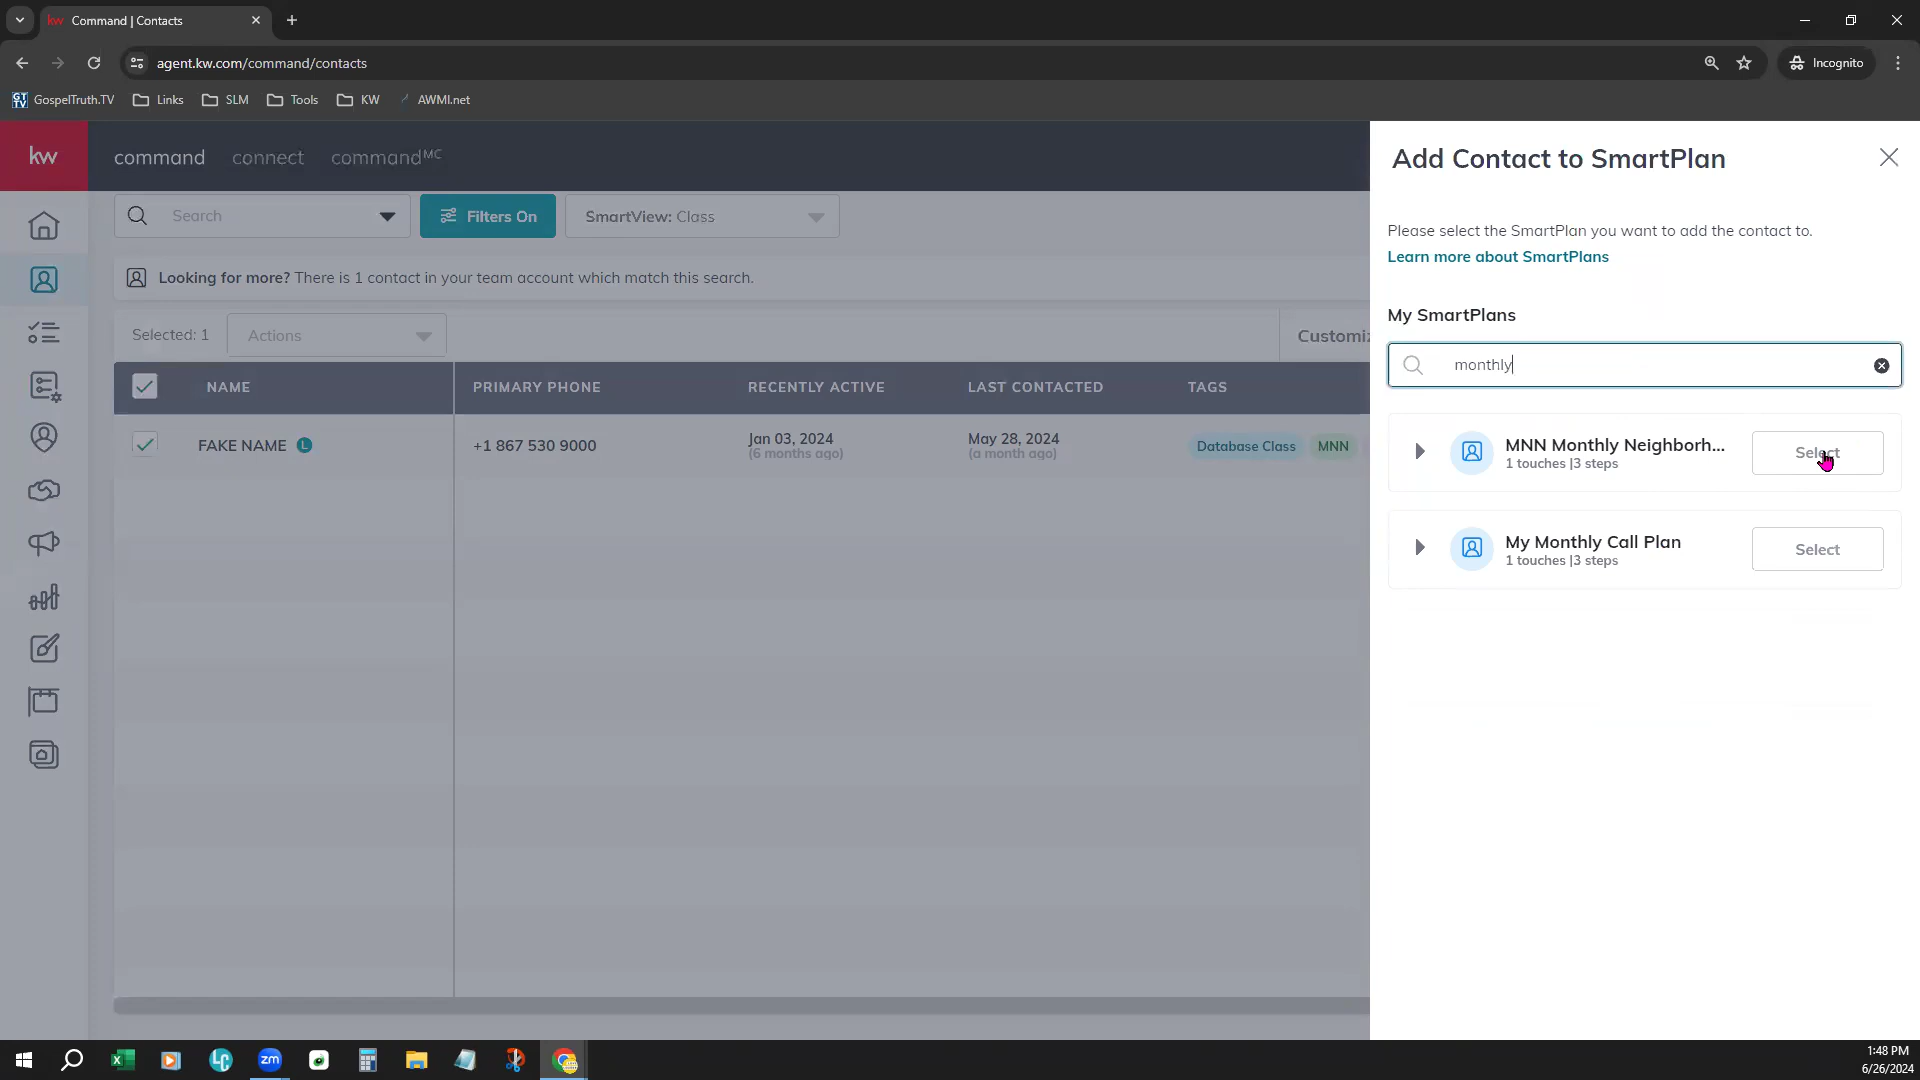 kw Command | Contacts
agent.kw.com/command/contacts
Incognito
GT TV GospelTruth.TV Links SLM Tools KW AWMI.net
kw command connect commandMC
Search Filters On SmartView: Class
Looking for more? There is 1 contact in your team account which match this search.
Selected: 1 Actions Customiz
NAME PRIMARY PHONE RECENTLY ACTIVE LAST CONTACTED TAGS
FAKE NAME L +1 867 530 9000 Jan 03, 2024 May 28, 2024 Database Class MNN
(6 months ago) (a month ago)
Add Contact to SmartPlan
Please select the SmartPlan you want to add the contact to.
Learn more about SmartPlans
My SmartPlans
monthly
MNN Monthly Neighborh... Select
1 touches |3 steps
My Monthly Call Plan Select
1 touches |3 steps
LC zm
1:48 PM
6/26/2024